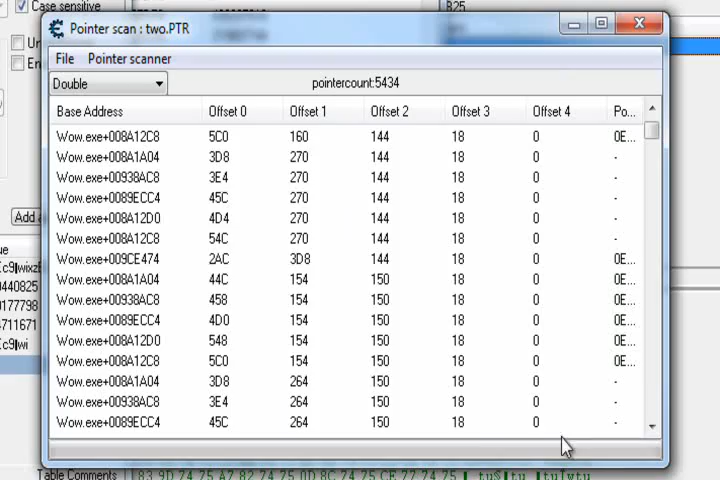 Case sensitive
B25
Pointer scan : two.PTR
Un
En
File Pointer scanner
Double
pointercount:5434
Base Address Offset 0 Offset 1 Offset 2 Offset 3 Offset 4 Po...
Wow.exe+008A12C8 5C0 160 144 18 0 0E...
Wow.exe+008A1A04 3D8 270 144 18 0 -
Wow.exe+00938AC8 3E4 270 144 18 0 -
Wow.exe+0089ECC4 45C 270 144 18 0 -
Wow.exe+008A12D0 4D4 270 144 18 0 -
Wow.exe+008A12C8 54C 270 144 18 0 -
Wow.exe+009CE474 2AC 3D8 144 18 0 0E...
Wow.exe+008A1A04 44C 154 150 18 0 0E...
Wow.exe+00938AC8 458 154 150 18 0 0E...
Wow.exe+0089ECC4 4D0 154 150 18 0 0E...
Wow.exe+008A12D0 548 154 150 18 0 0E...
Wow.exe+008A12C8 5C0 154 150 18 0 0E...
Wow.exe+008A1A04 3D8 264 150 18 0 -
Wow.exe+00938AC8 3E4 264 150 18 0 -
Wow.exe+0089ECC4 45C 264 150 18 0 -
Add a
ue
0440825
0177798
4711671
Table Comments